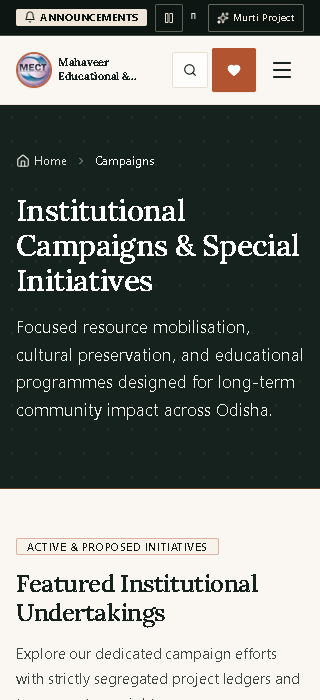 ANNOUNCEMENTS
Murti Project
MECT
Mahaveer
Educational &...
Home
Campaigns
Institutional
Campaigns & Special
Initiatives
Focused resource mobilisation,
cultural preservation, and educational
programmes designed for long-term
community impact across Odisha.
ACTIVE & PROPOSED INITIATIVES
Featured Institutional
Undertakings
Explore our dedicated campaign efforts
with strictly segregated project ledgers and